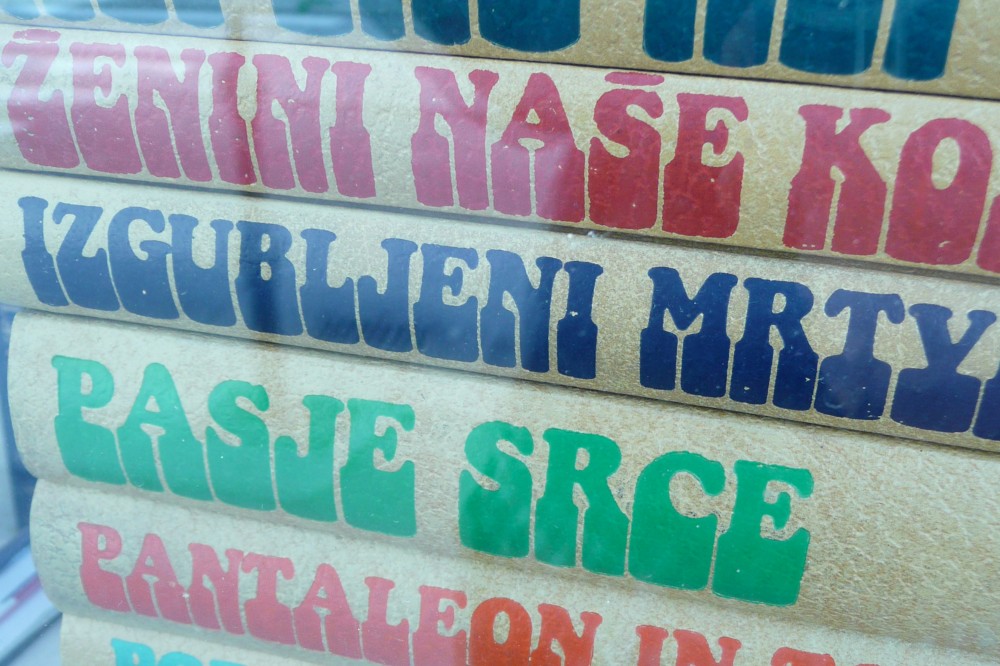 ŽENINI NAŠE KO
IZGUBLJENI MRTV
PASJE SRCE
PANTALEON IN